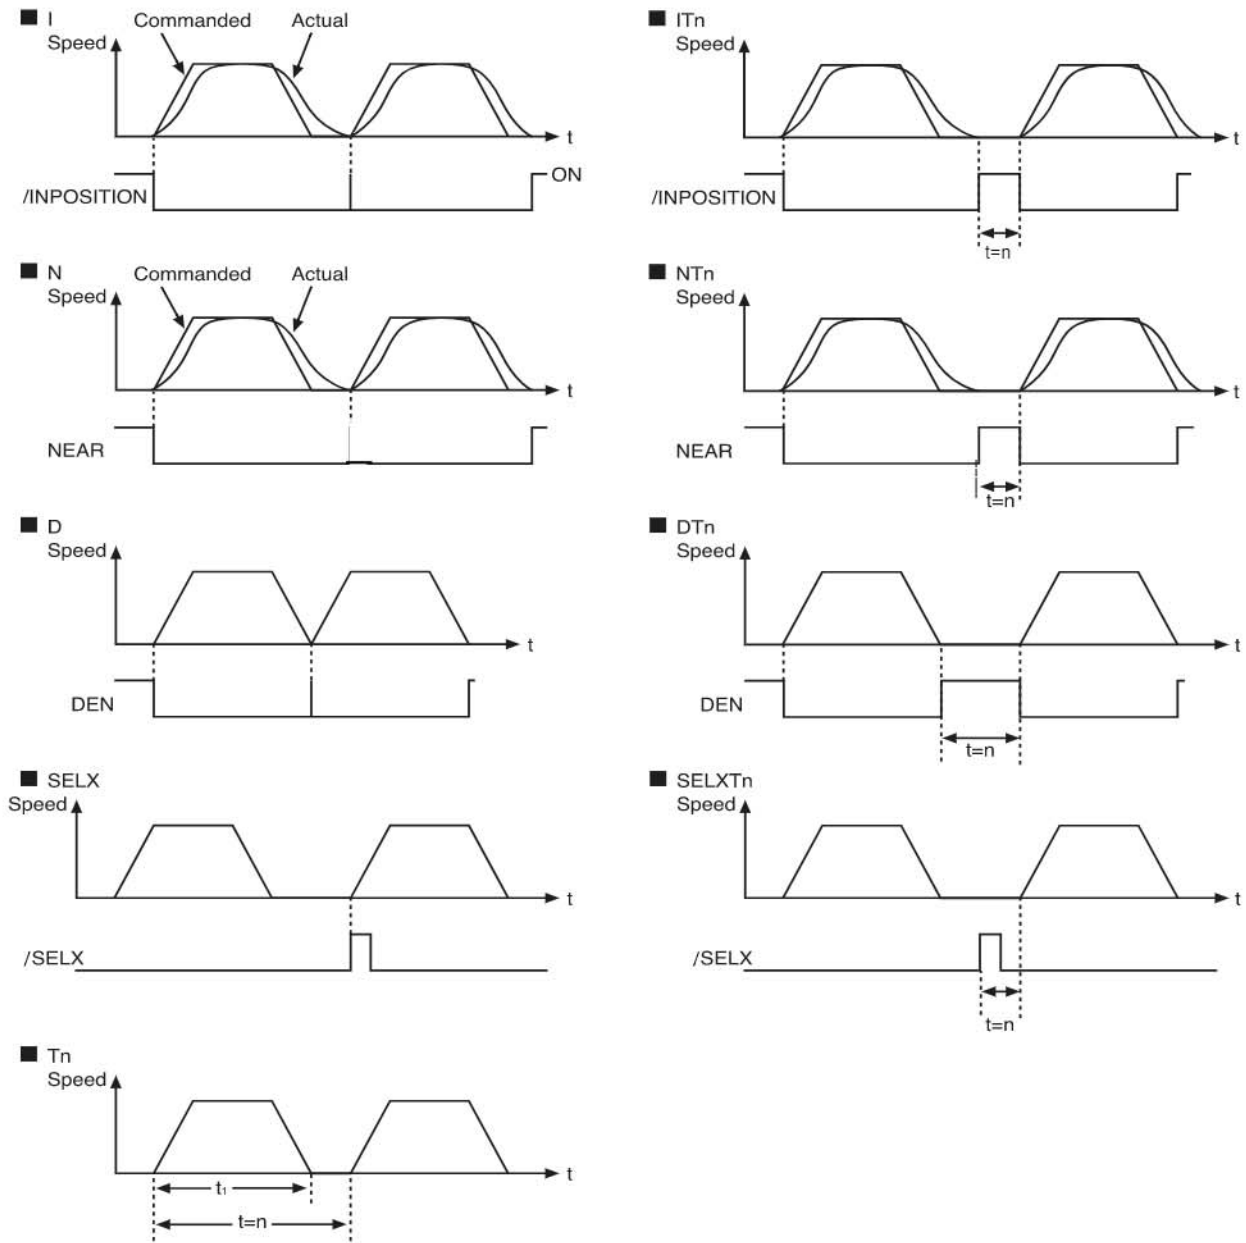 ■ I
Commanded Actual
Speed
t
/INPOSITION
ON
■ ITn
Speed
t
/INPOSITION
t=n
■ N
Commanded Actual
Speed
t
NEAR
■ NTn
Speed
t
NEAR
t=n
■ D
Speed
t
DEN
■ DTn
Speed
t
DEN
t=n
■ SELX
Speed
t
/SELX
■ SELXTn
Speed
t
/SELX
t=n
■ Tn
Speed
t
t₁
t=n